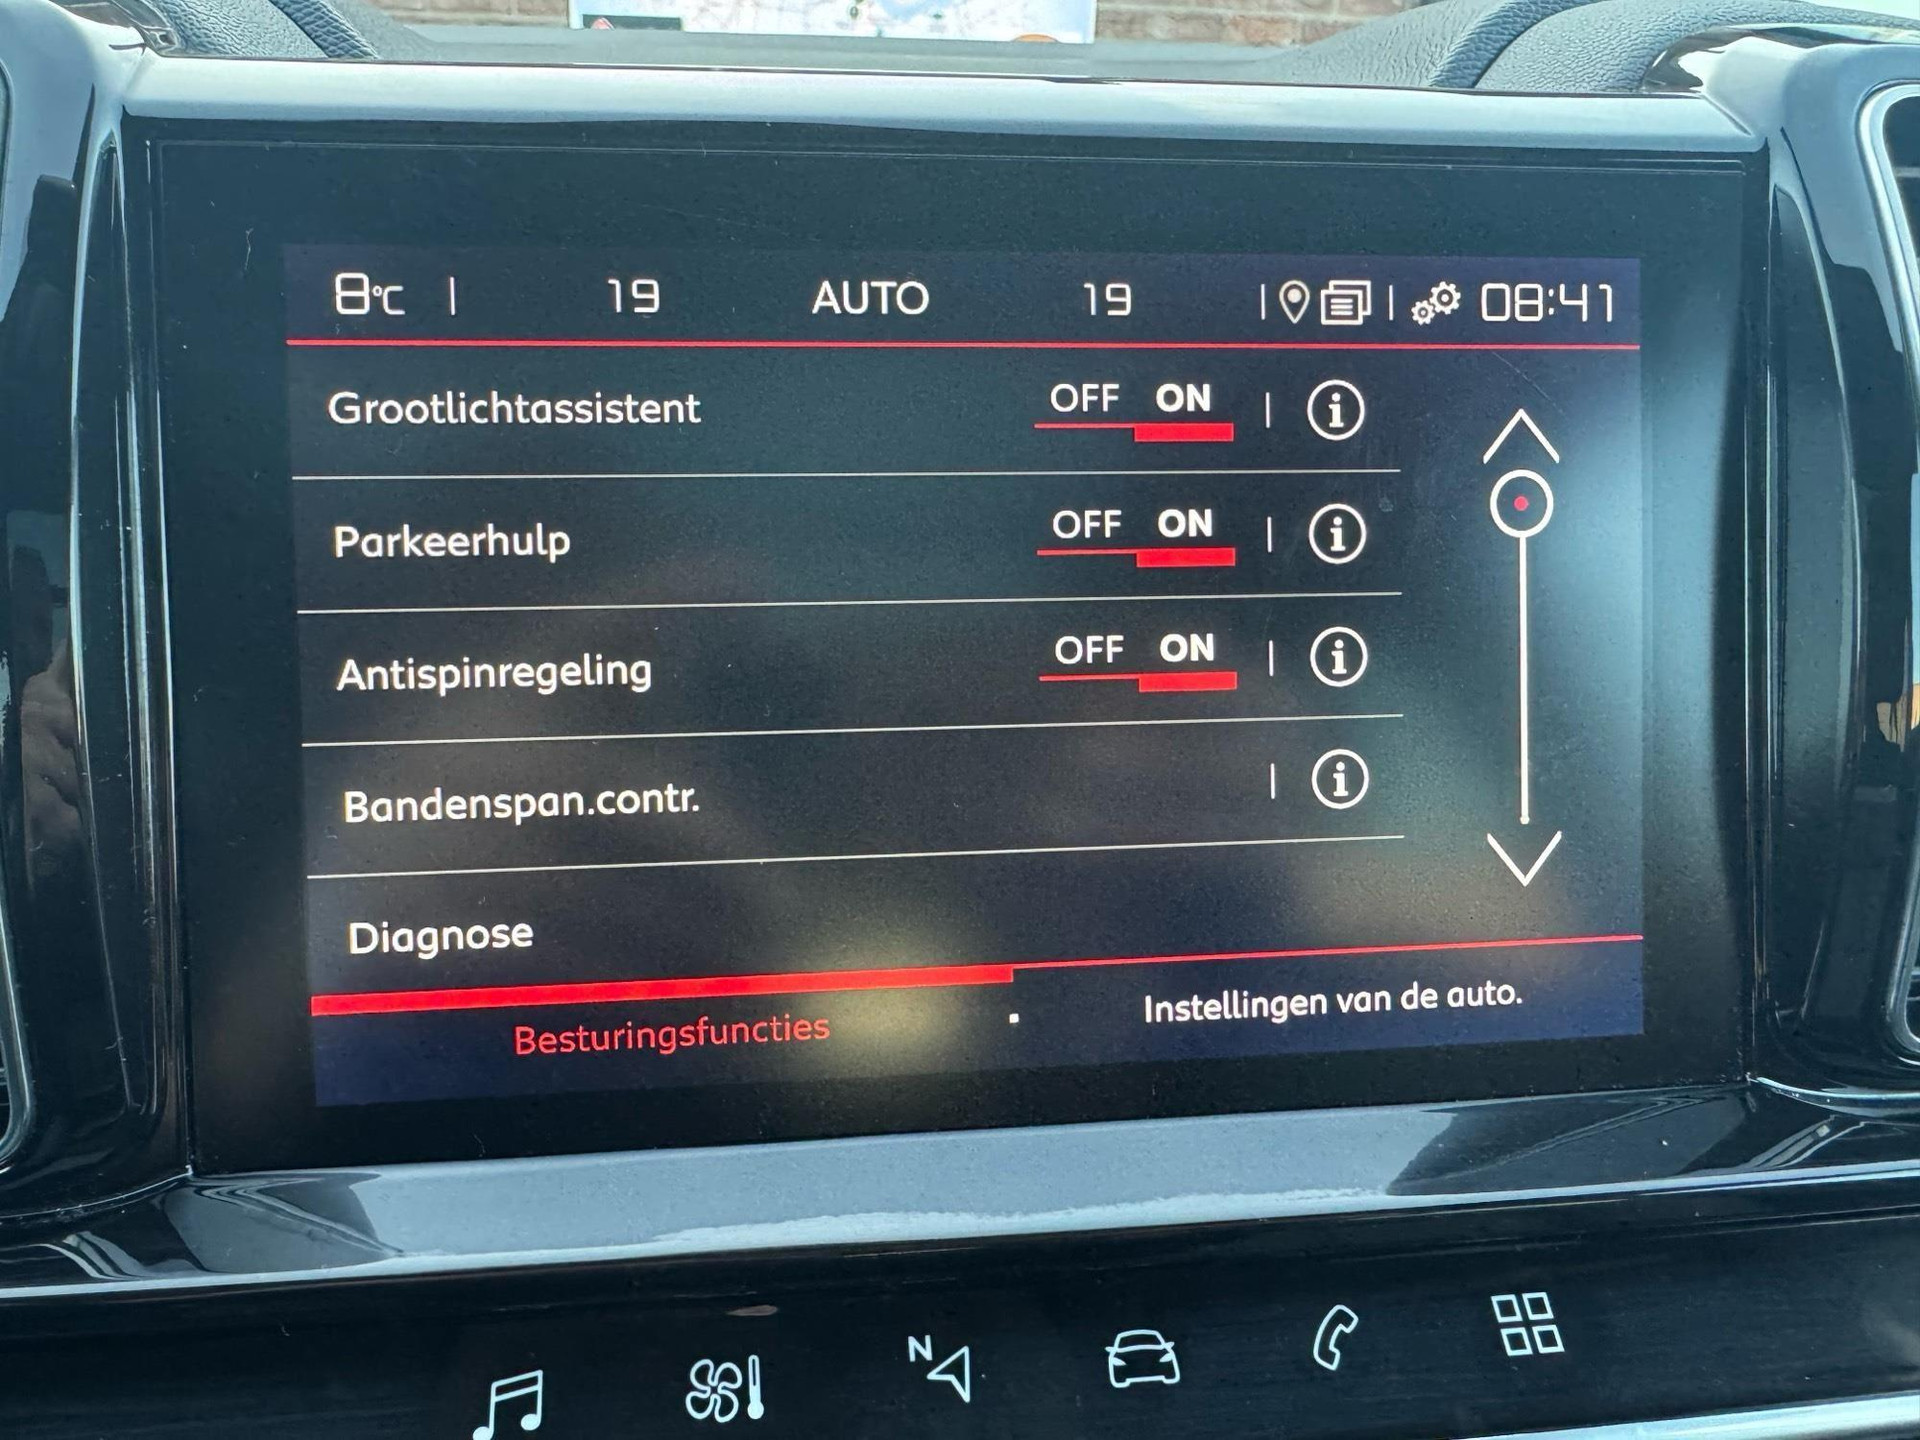 8°C | 19 AUTO 19 | | 08:41
Grootlichtassistent OFF ON | i
Parkeerhulp OFF ON | i
Antispinregeling OFF ON | i
Bandenspan.contr. | i
Diagnose
Besturingsfuncties . Instellingen van de auto.
N